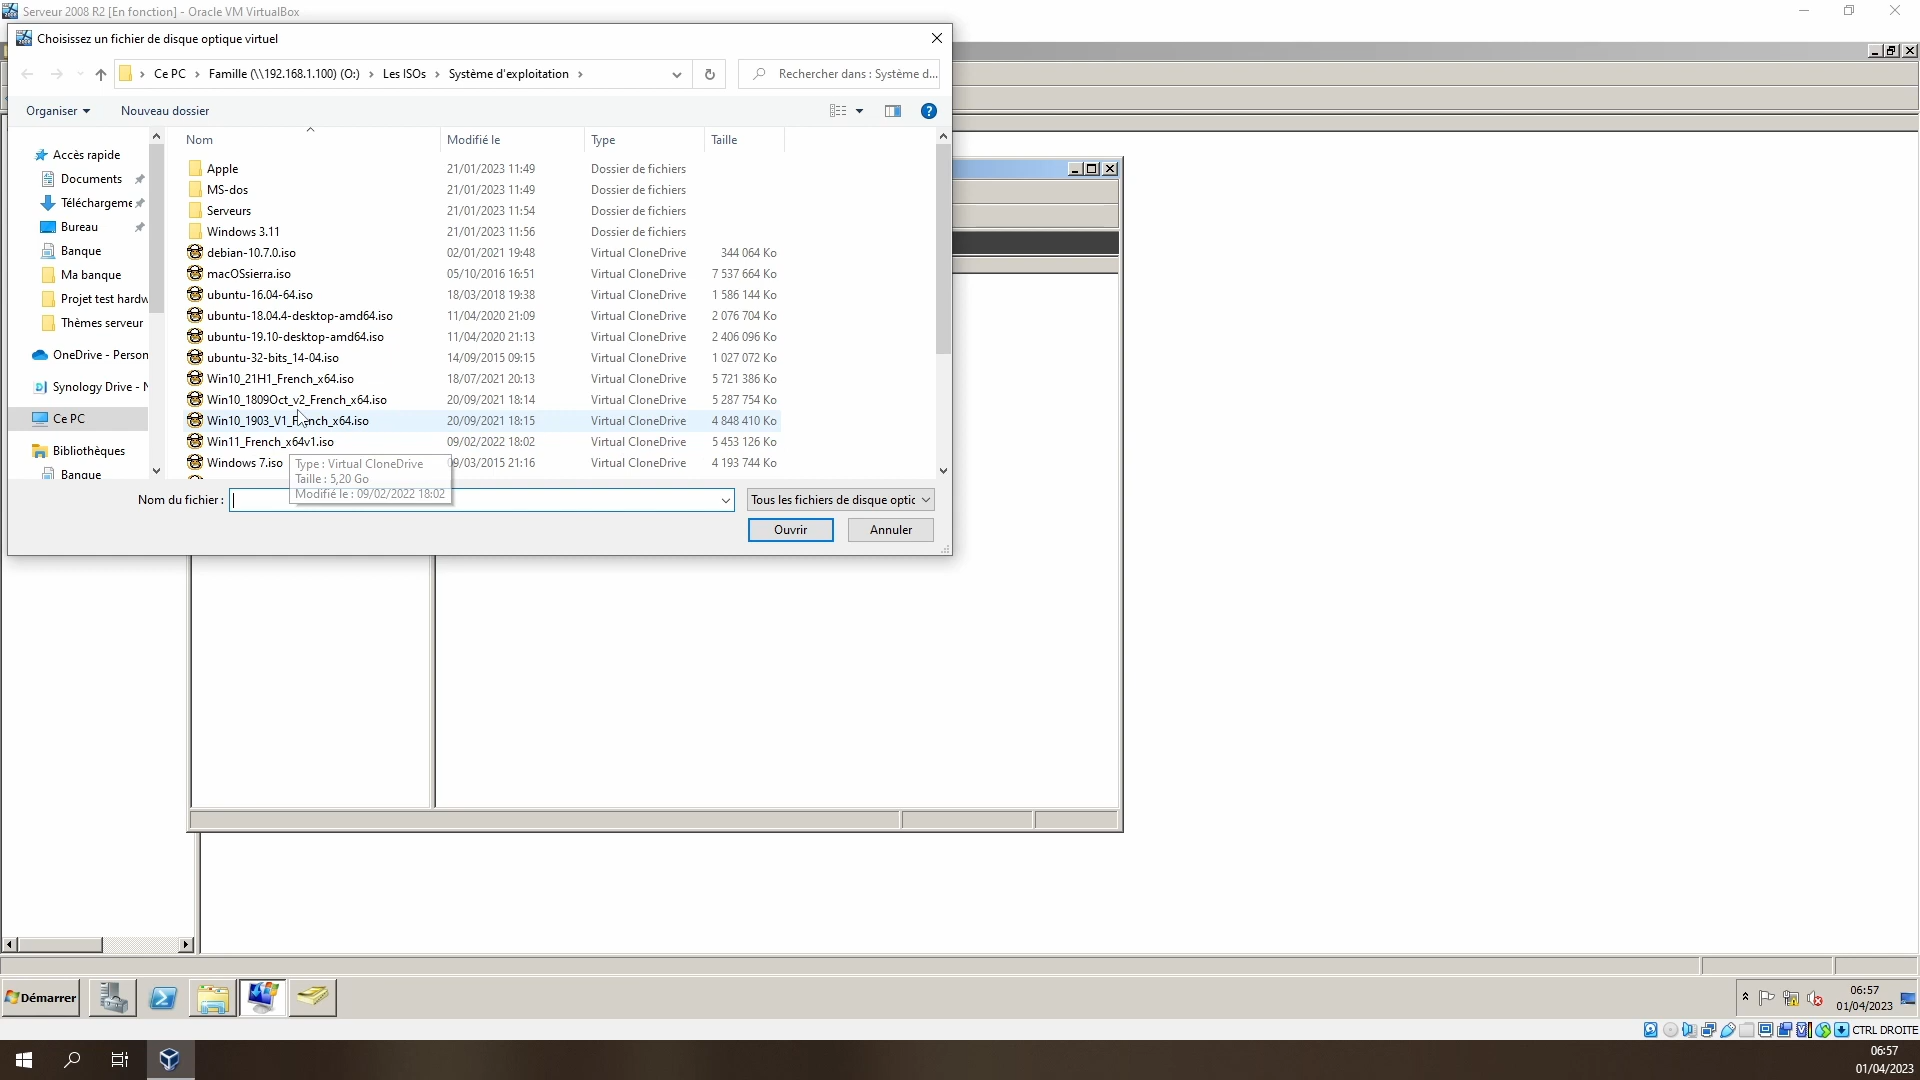 Serveur 2008 R2 [En fonction] - Oracle VM VirtualBox
Choisissez un fichier de disque optique virtuel
Ce PC > Famille (\\192.168.1.100) (O:) > Les ISOs > Système d'exploitation >
Rechercher dans : Système d...
Organiser
Nouveau dossier
Nom Modifié le Type Taille
Accès rapide
Documents
Téléchargeme
Bureau
Banque
Ma banque
Projet test hardw
Thèmes serveur
OneDrive - Person
Synology Drive - N
Ce PC
Bibliothèques
Banque
Apple 21/01/2023 11:49 Dossier de fichiers
MS-dos 21/01/2023 11:49 Dossier de fichiers
Serveurs 21/01/2023 11:54 Dossier de fichiers
Windows 3.11 21/01/2023 11:56 Dossier de fichiers
debian-10.7.0.iso 02/01/2021 19:48 Virtual CloneDrive 344 064 Ko
macOSsierra.iso 05/10/2016 16:51 Virtual CloneDrive 7 537 664 Ko
ubuntu-16.04-64.iso 18/03/2018 19:38 Virtual CloneDrive 1 586 144 Ko
ubuntu-18.04.4-desktop-amd64.iso 11/04/2020 21:09 Virtual CloneDrive 2 076 704 Ko
ubuntu-19.10-desktop-amd64.iso 11/04/2020 21:13 Virtual CloneDrive 2 406 096 Ko
ubuntu-32-bits_14-04.iso 14/09/2015 09:15 Virtual CloneDrive 1 027 072 Ko
Win10_21H1_French_x64.iso 18/07/2021 20:13 Virtual CloneDrive 5 721 386 Ko
Win10_1809Oct_v2_French_x64.iso 20/09/2021 18:14 Virtual CloneDrive 5 287 754 Ko
Win10_1903_V1_French_x64.iso 20/09/2021 18:15 Virtual CloneDrive 4 848 410 Ko
Win11_French_x64v1.iso 09/02/2022 18:02 Virtual CloneDrive 5 453 126 Ko
Windows 7.iso 09/03/2015 21:16 Virtual CloneDrive 4 193 744 Ko
Type : Virtual CloneDrive
Taille : 5,20 Go
Modifié le : 09/02/2022 18:02
Nom du fichier :
Tous les fichiers de disque optic
Ouvrir
Annuler
Démarrer
06:57
01/04/2023
CTRL DROITE
06:57
01/04/2023